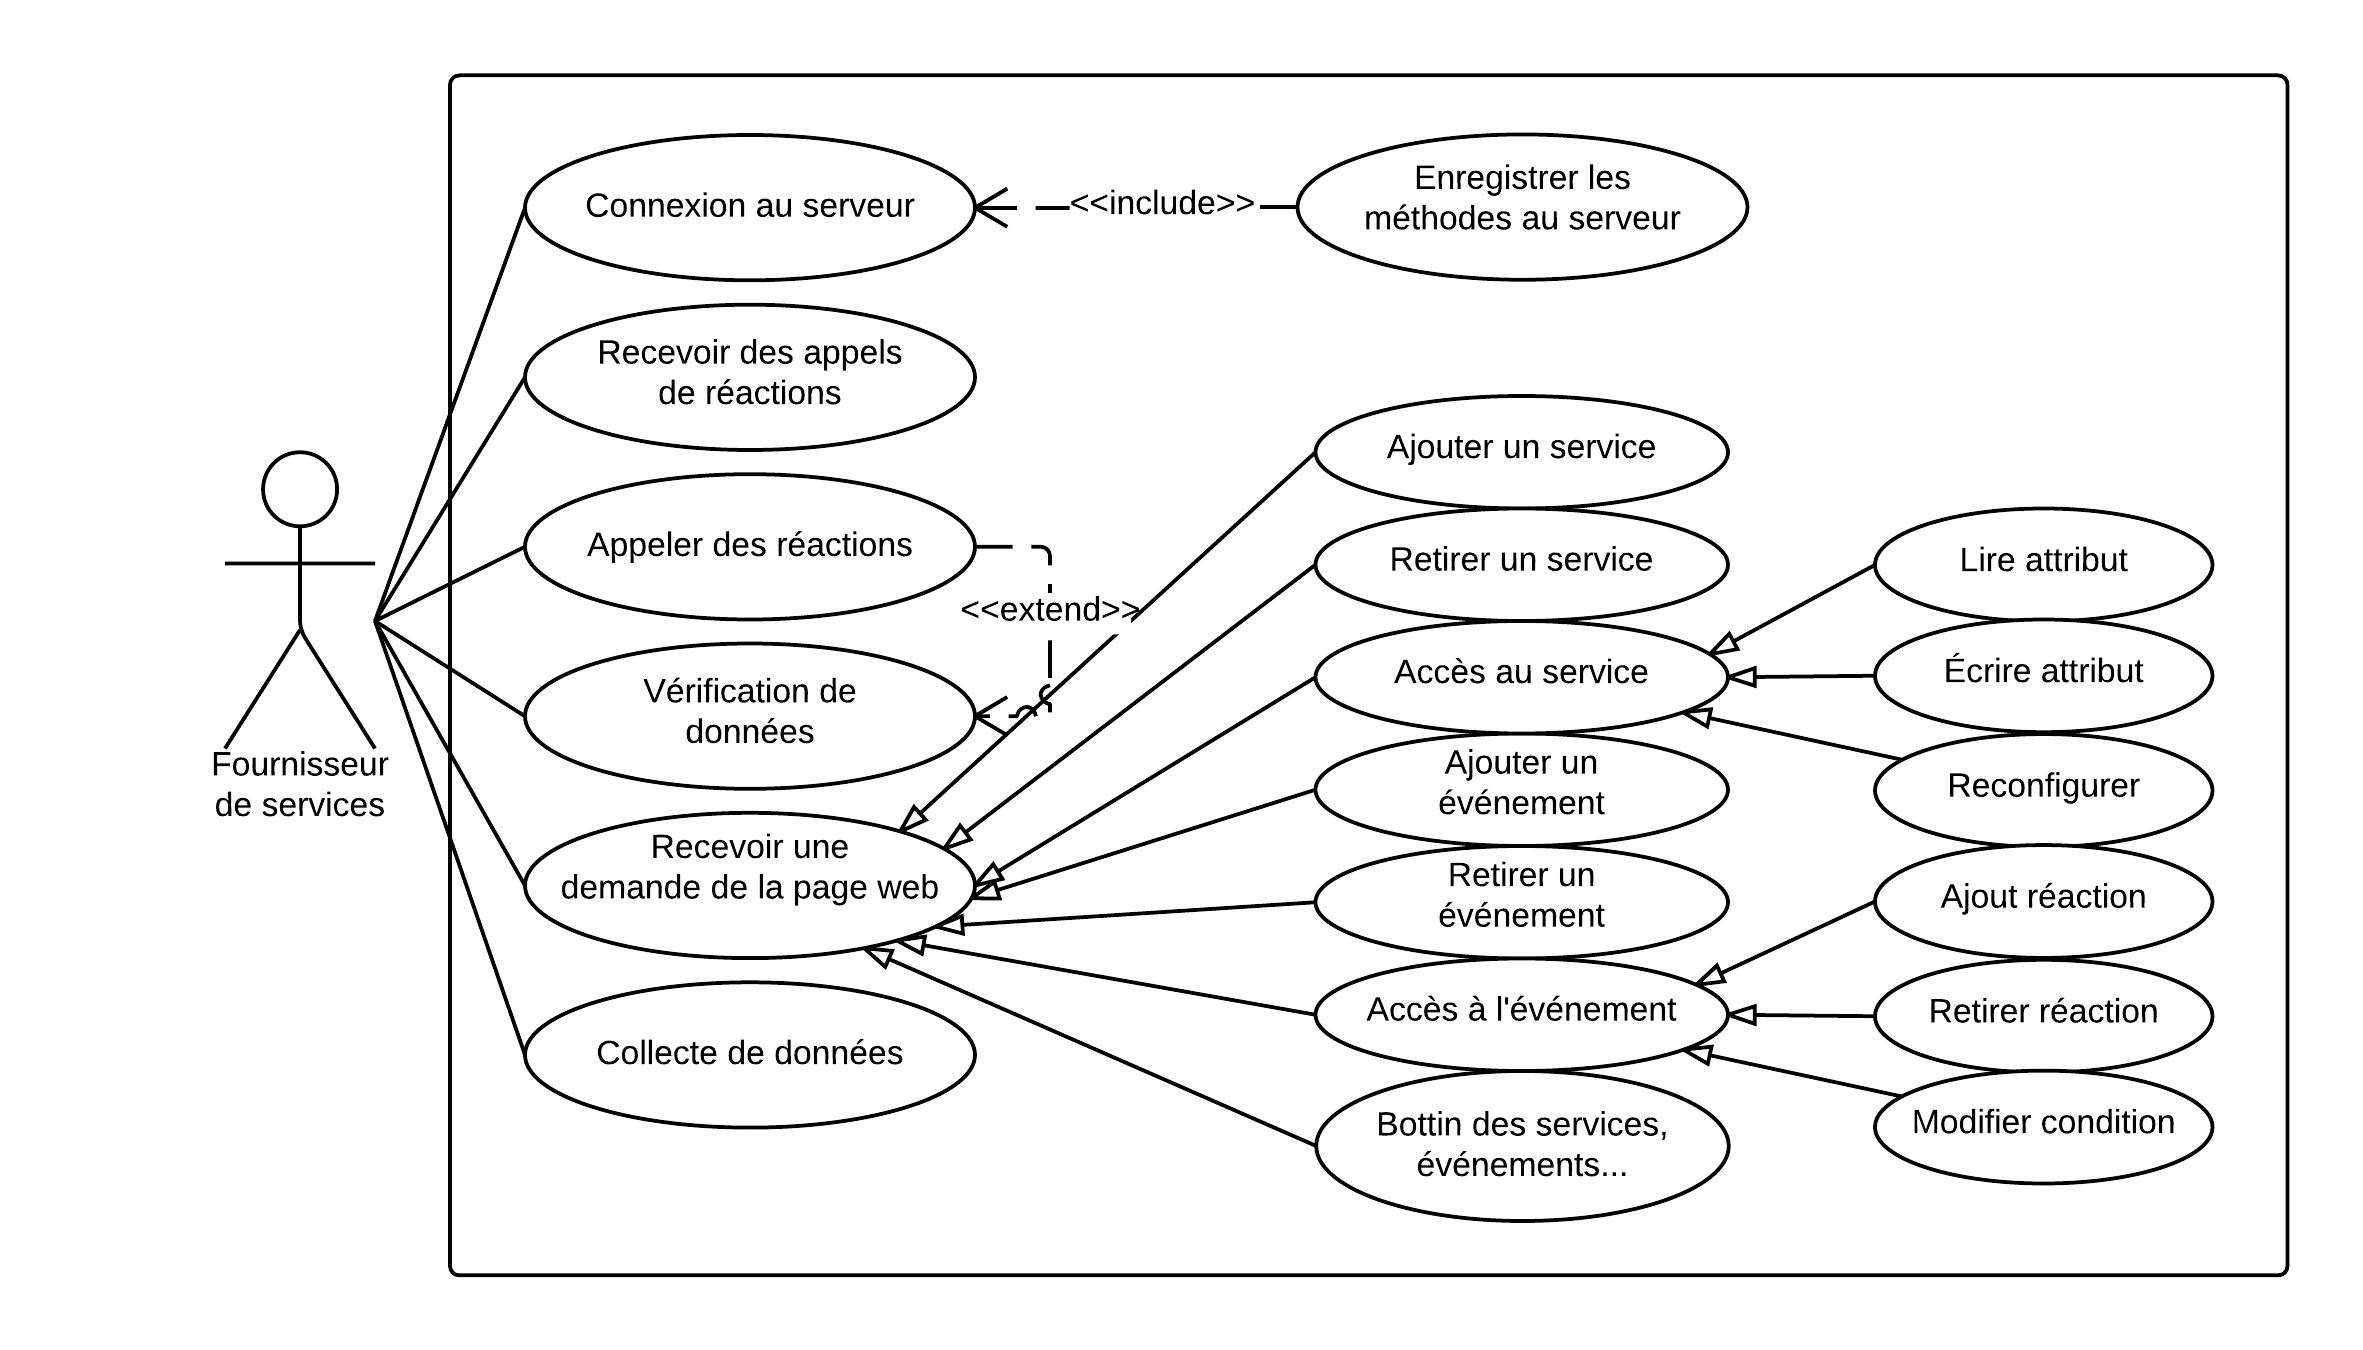 Connexion au serveur
<<include>>
Enregistrer les
méthodes au serveur
Recevoir des appels
de réactions
Appeler des réactions
<<extend>>
Vérification de
données
Recevoir une
demande de la page web
Collecte de données
Fournisseur
de services
Ajouter un service
Retirer un service
Accès au service
Ajouter un
événement
Retirer un
événement
Accès à l'événement
Bottin des services,
événements...
Lire attribut
Écrire attribut
Reconfigurer
Ajout réaction
Retirer réaction
Modifier condition